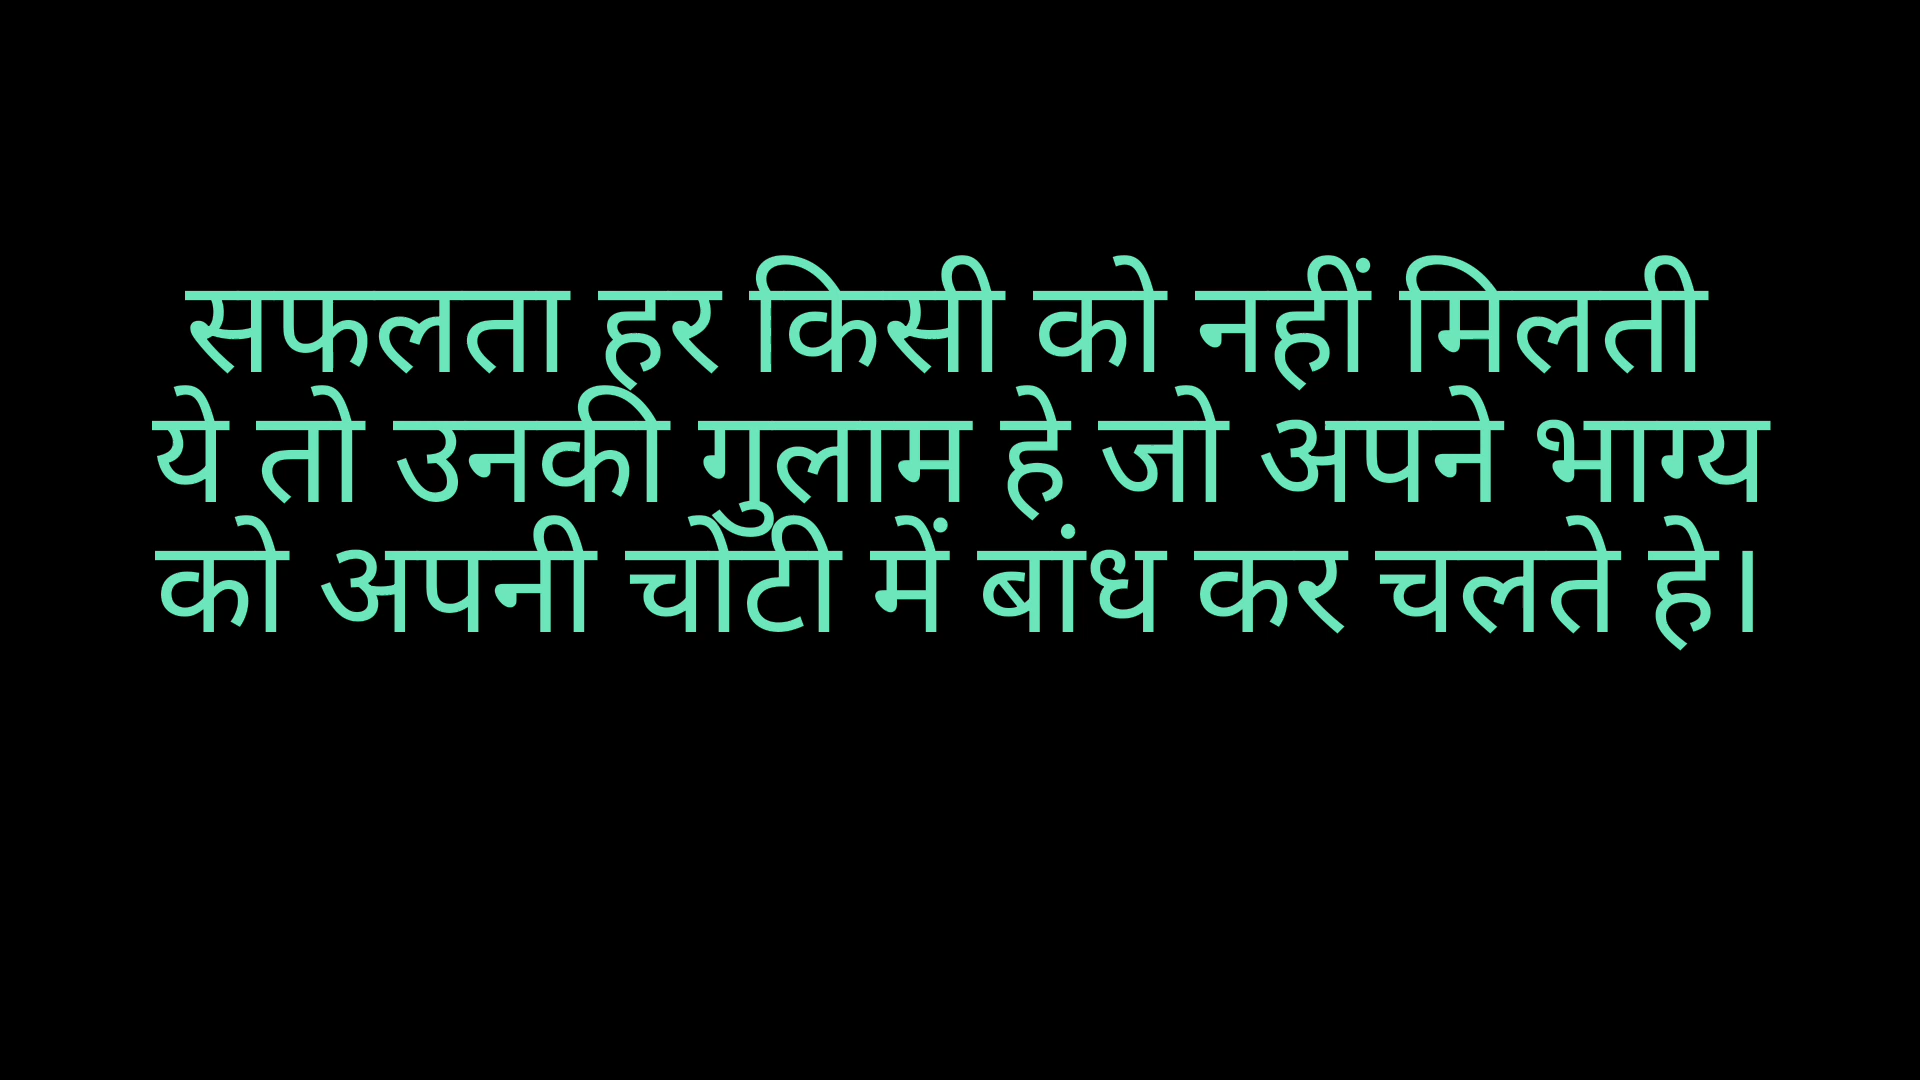 सफलता हर किसी को नहीं मिलती
ये तो उनकी गुलाम हे जो अपने भाग्य
को अपनी चोटी में बांध कर चलते हे।